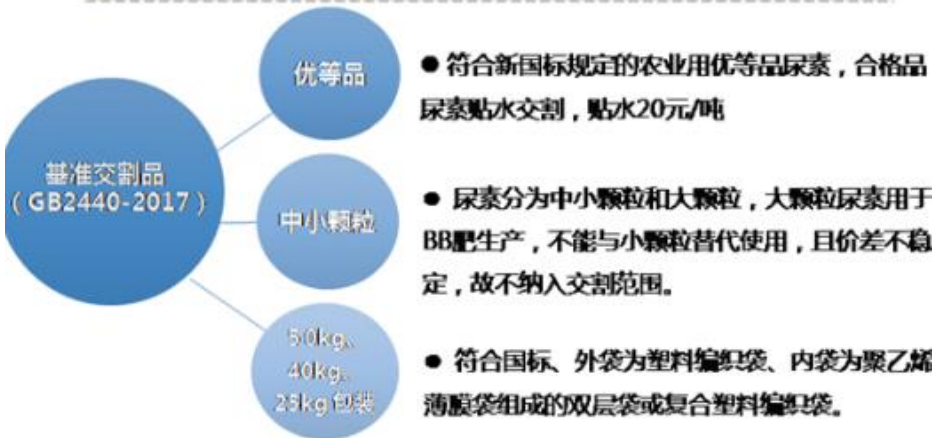 基准交割品
（GB2440-2017）
优等品
● 符合新国标规定的农业用优等品尿素，合格品
尿素贴水交割，贴水20元/吨
中小颗粒
● 尿素分为中小颗粒和大颗粒，大颗粒尿素用于
BB肥生产，不能与小颗粒替代使用，且价差不稳
定，故不纳入交割范围。
50kg、
40kg、
25kg 包装
● 符合国标、外袋为塑料编织袋、内袋为聚乙烯
薄膜袋组成的双层袋或复合塑料编织袋。